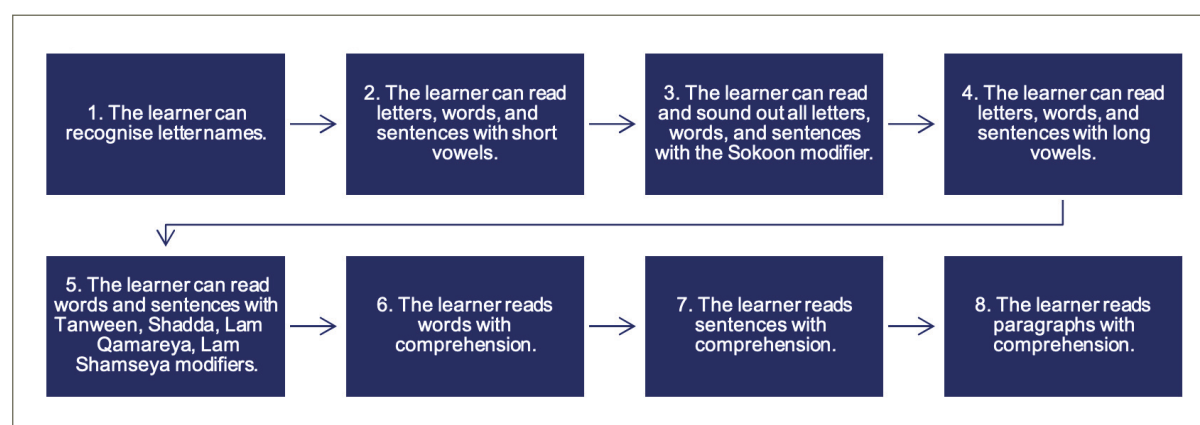 1. The learner can
recognise letter names.
2. The learner can read
letters, words, and
sentences with short
vowels.
3. The learner can read
and sound out all letters,
words, and sentences
with the Sokoon modifier.
4. The learner can read
letters, words, and
sentences with long
vowels.
5. The learner can read
words and sentences with
Tanween, Shadda, Lam
Qamareya, Lam
Shamseya modifiers.
6. The learner reads
words with
comprehension.
7. The learner reads
sentences with
comprehension.
8. The learner reads
paragraphs with
comprehension.